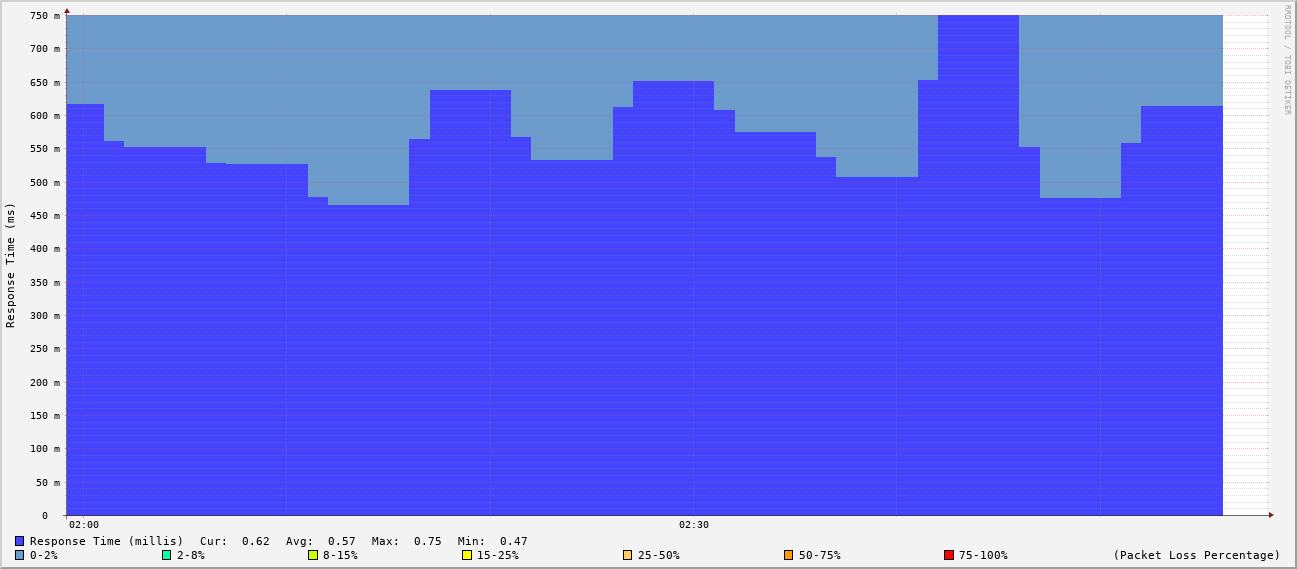 RRDTOOL / TOBI OETIKER
Response Time (ms)
750 m
700 m
650 m
600 m
550 m
500 m
450 m
400 m
350 m
300 m
250 m
200 m
150 m
100 m
50 m
0
02:00 02:30
Response Time (millis) Cur: 0.62 Avg: 0.57 Max: 0.75 Min: 0.47
0-2% 2-8% 8-15% 15-25% 25-50% 50-75% 75-100% (Packet Loss Percentage)